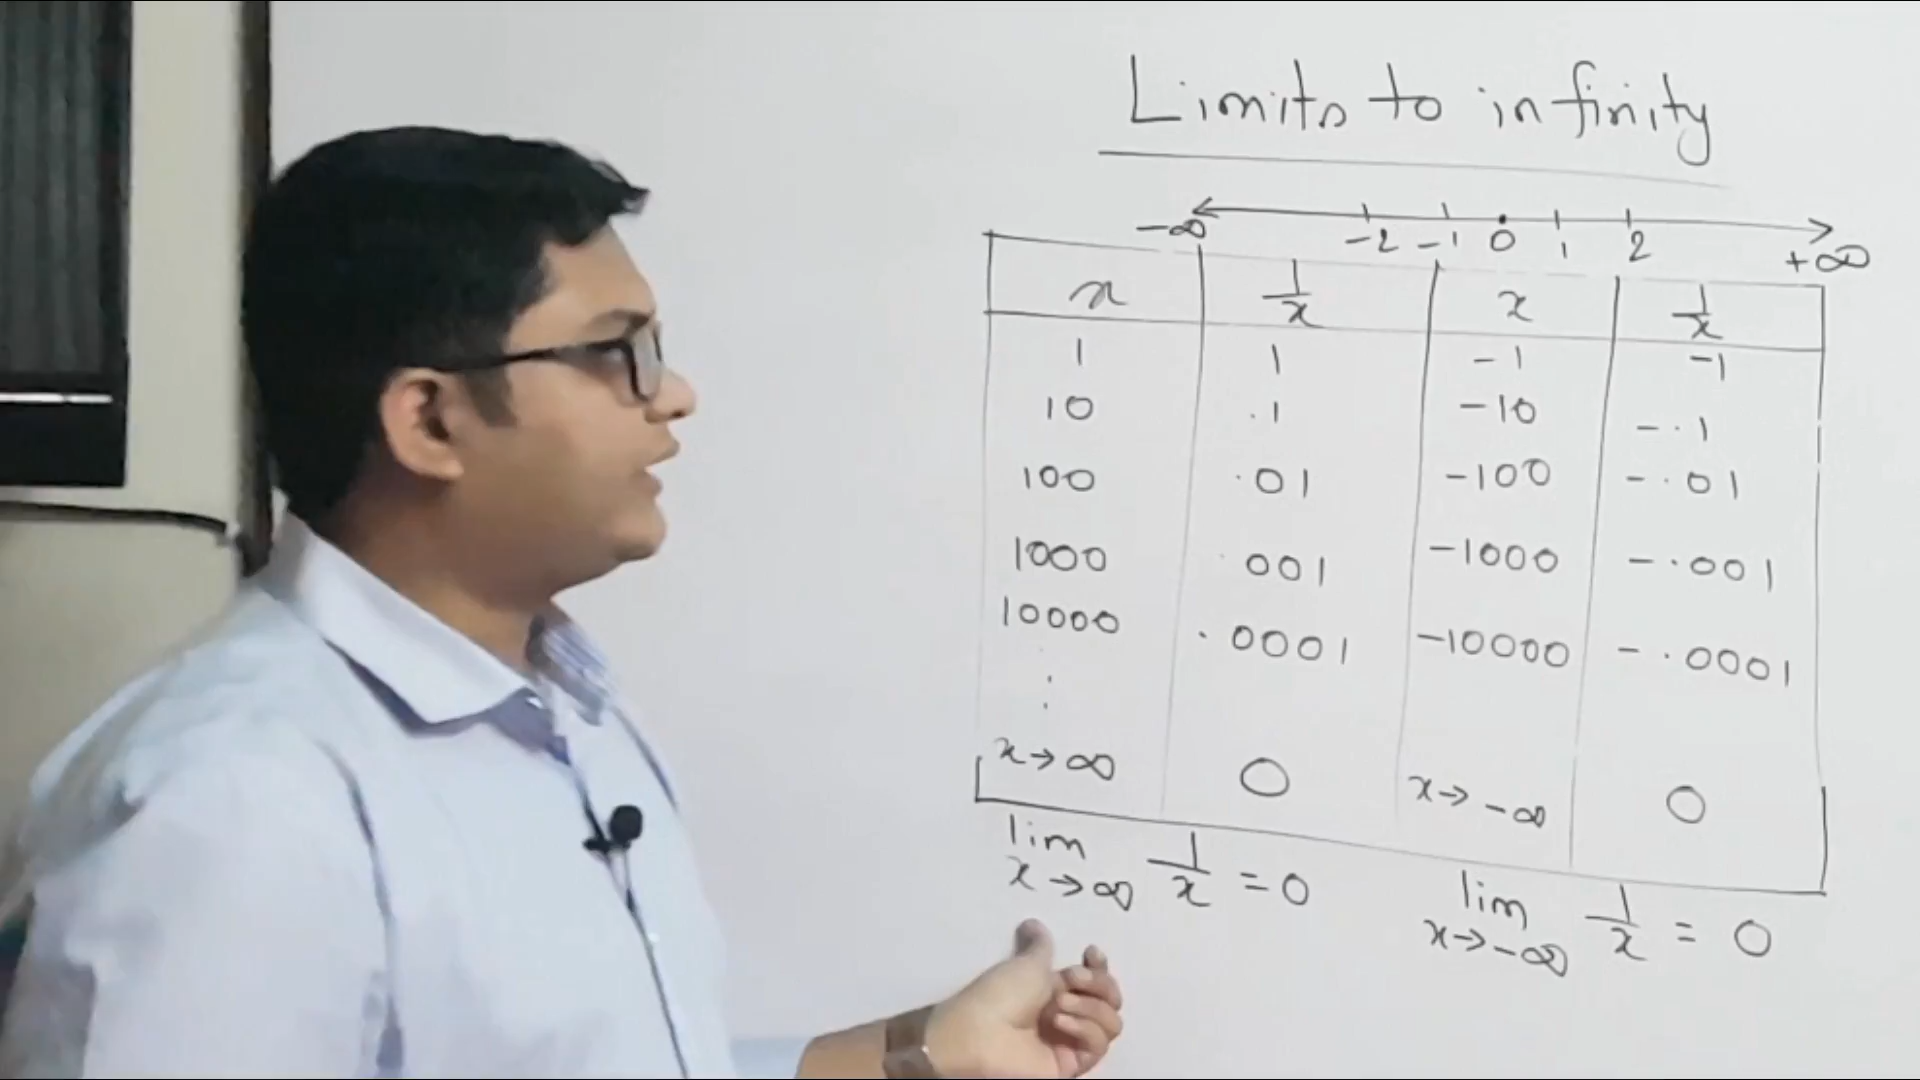 Limits to infinity
-∞ -2 -1 0 1 2 +∞
x 1/x x 1/x
1 1 -1 -1
10 .1 -10 -.1
100 .01 -100 -.01
1000 .001 -1000 -.001
10000 .0001 -10000 -.0001
x→∞ 0 x→-∞ 0
lim x→∞ 1/x = 0
lim x→-∞ 1/x = 0